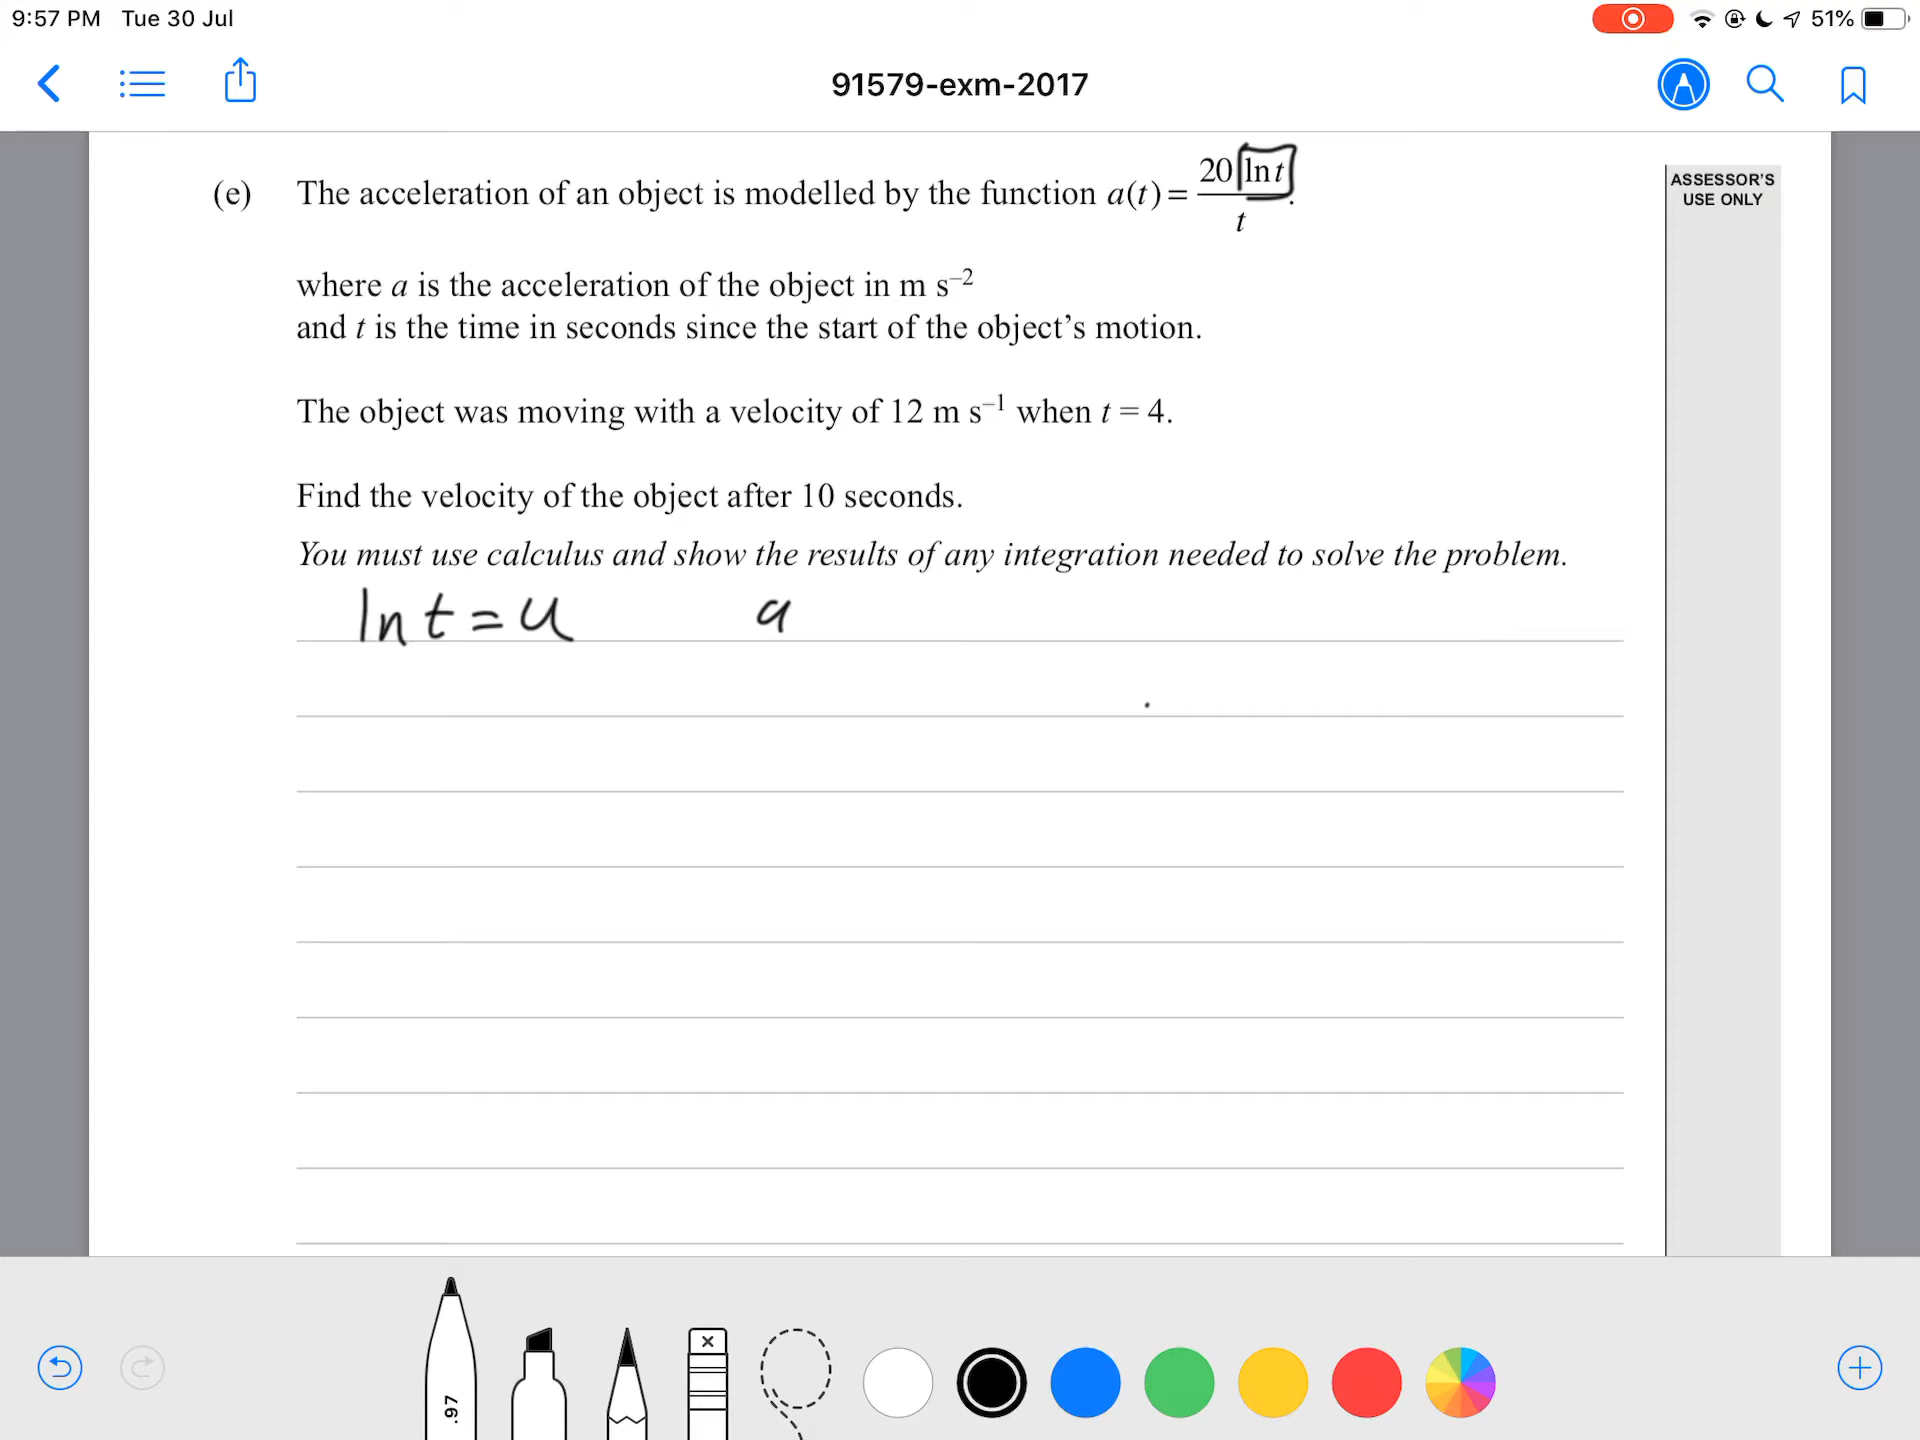 9:57 PM Tue 30 Jul 51%
91579-exm-2017
(e) The acceleration of an object is modelled by the function a(t) = 20 ln t / t.
ASSESSOR'S
USE ONLY
where a is the acceleration of the object in m s⁻²
and t is the time in seconds since the start of the object's motion.
The object was moving with a velocity of 12 m s⁻¹ when t = 4.
Find the velocity of the object after 10 seconds.
You must use calculus and show the results of any integration needed to solve the problem.
ln t = u a
.97